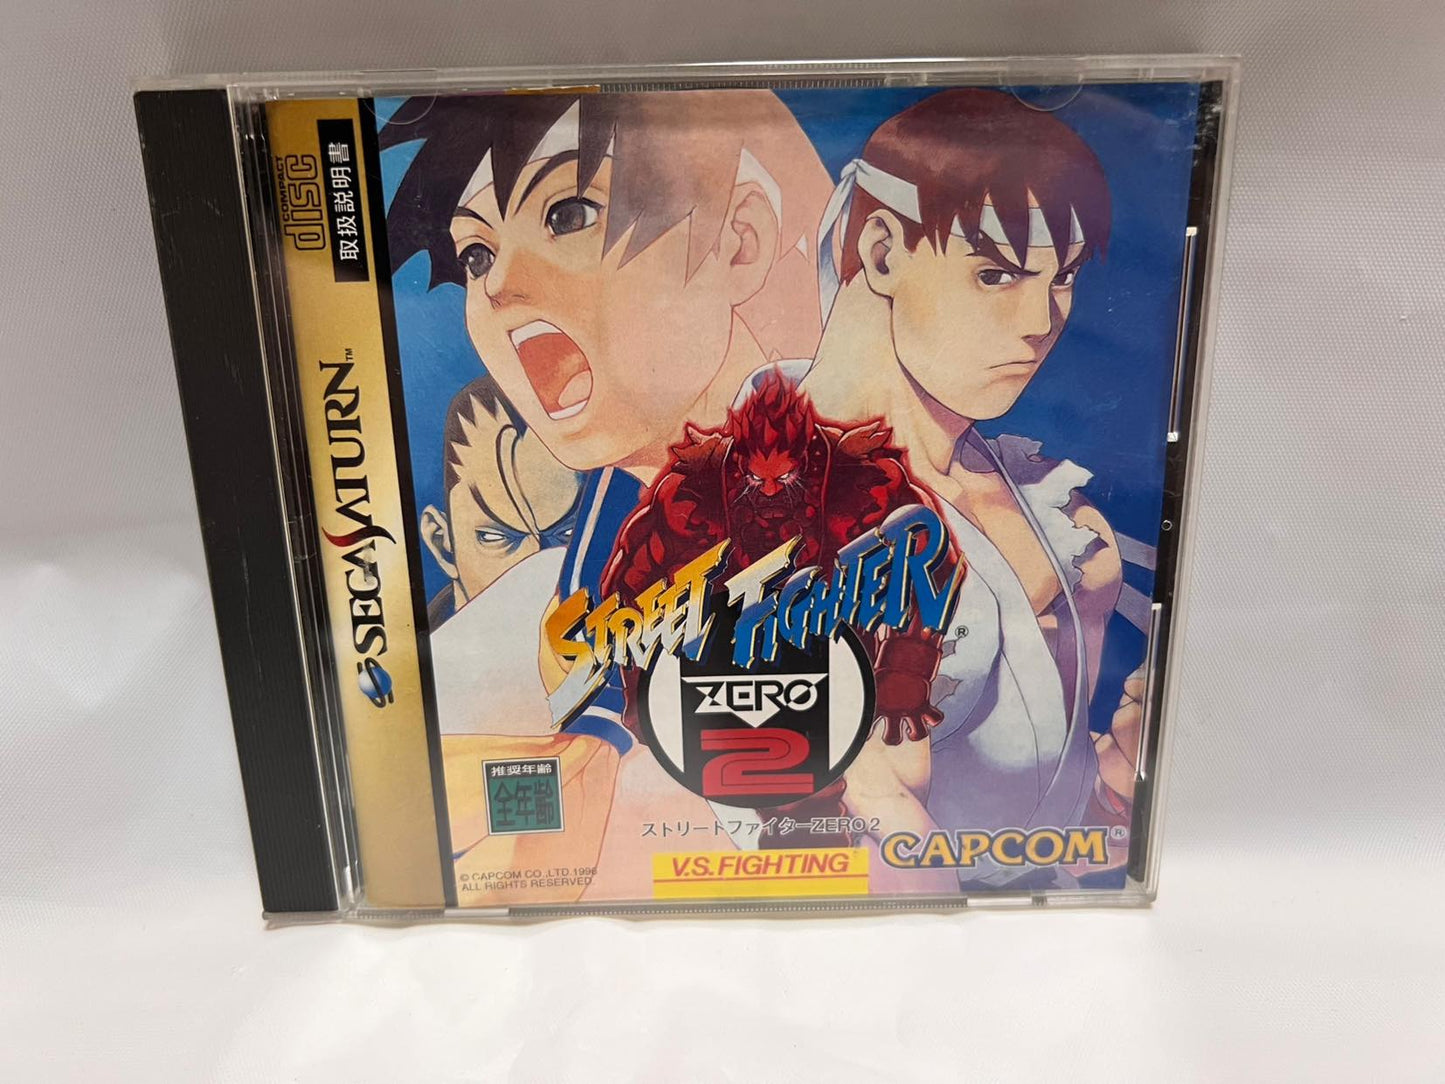 COMPACT
disc
取扱説明書
SEGA SATURN™
STREET FIGHTER®
ZERO
2
推奨年齢
全年齢
ストリートファイターZERO2
V.S. FIGHTING
CAPCOM®
© CAPCOM CO.,LTD.1996
ALL RIGHTS RESERVED.